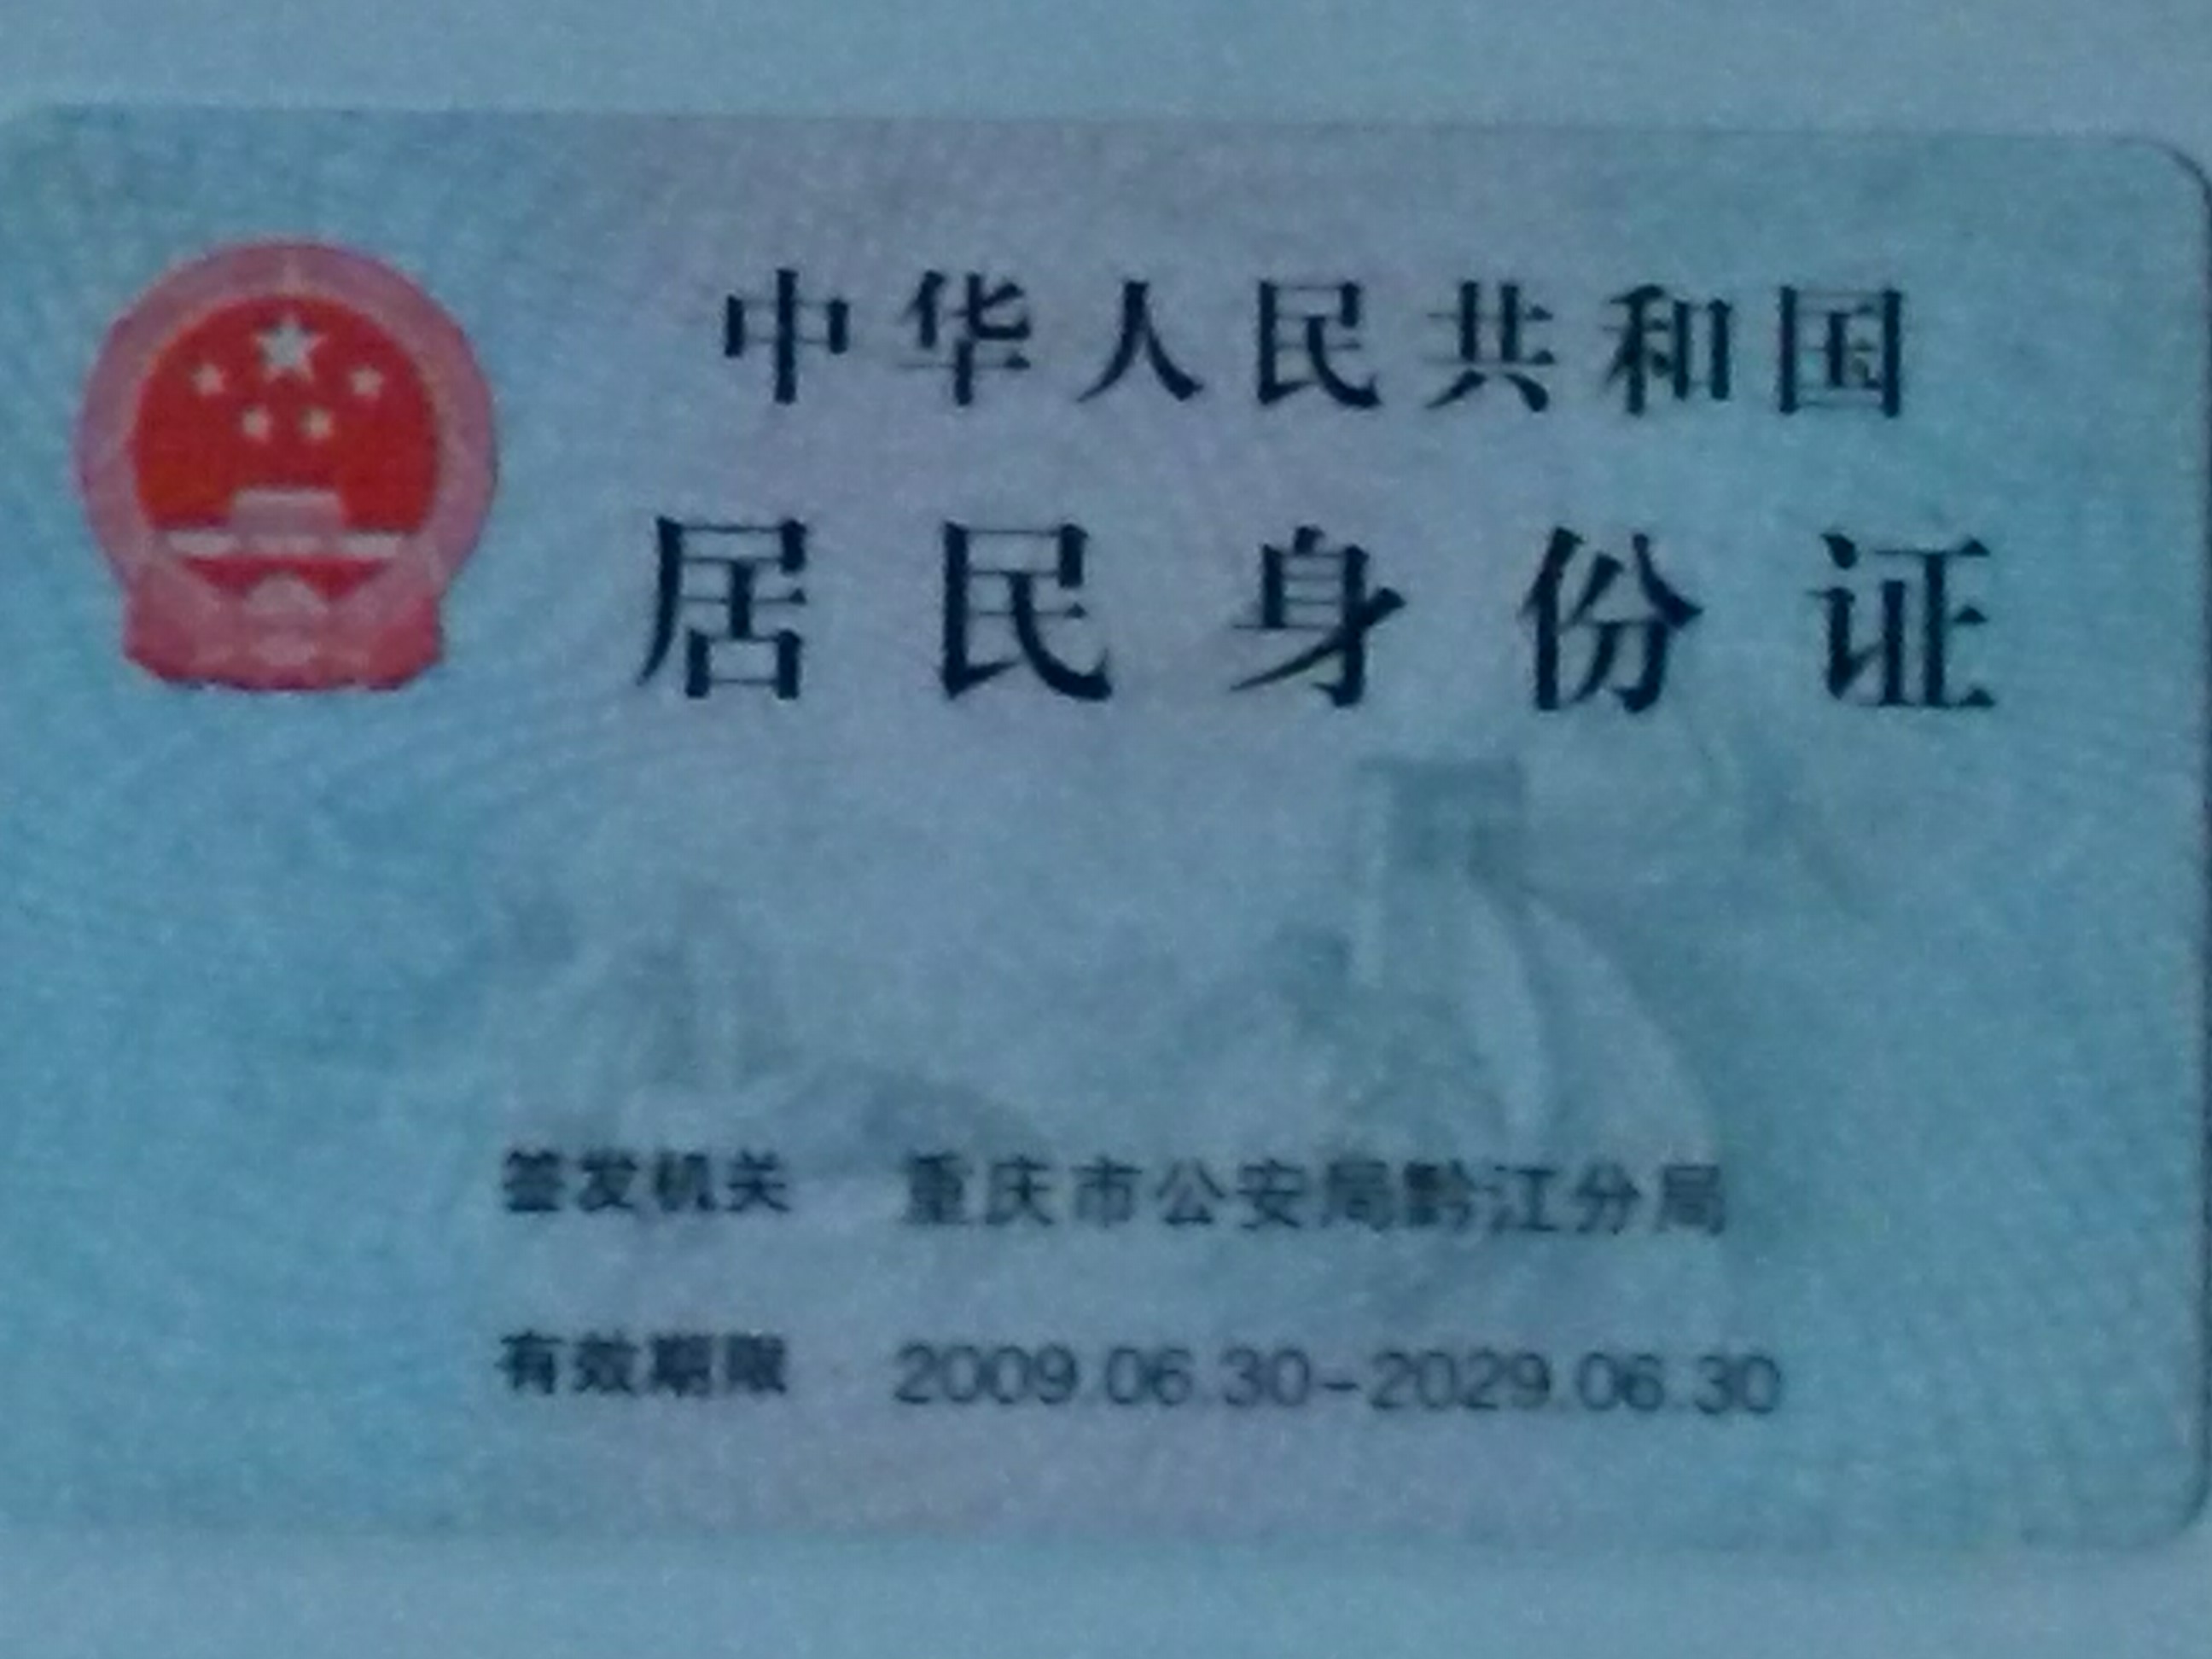 中华人民共和国
居民身份证
签发机关 重庆市公安局黔江分局
有效期限 2009.06.30-2029.06.30